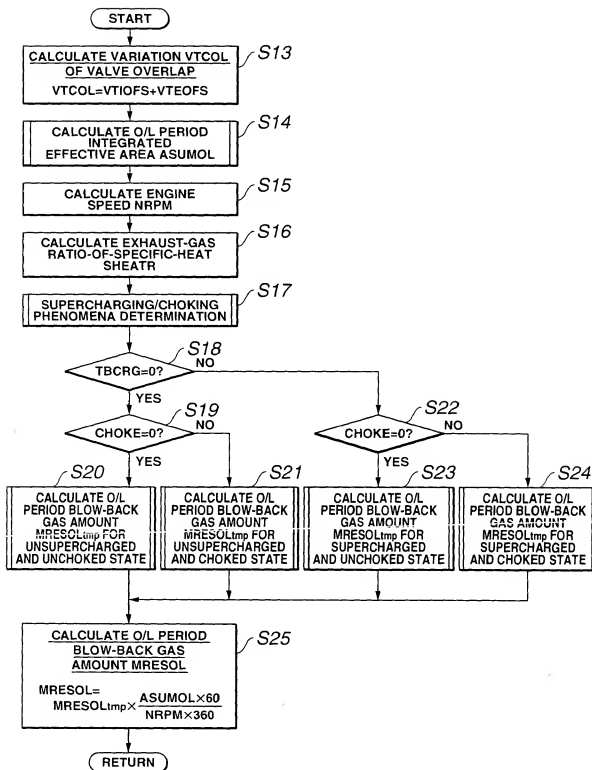 START
CALCULATE VARIATION VTCOL
OF VALVE OVERLAP
VTCOL=VTIOFS+VTEOFS
S13
CALCULATE O/L PERIOD
INTEGRATED
EFFECTIVE AREA ASUMOL
S14
CALCULATE ENGINE
SPEED NRPM
S15
CALCULATE EXHAUST-GAS
RATIO-OF-SPECIFIC-HEAT
SHEATR
S16
SUPERCHARGING/CHOKING
PHENOMENA DETERMINATION
S17
TBCRG=0?
S18
NO
YES
CHOKE=0?
S19
NO
YES
CHOKE=0?
S22
NO
YES
S20
CALCULATE O/L
PERIOD BLOW-BACK
GAS AMOUNT
MRESOLtmp FOR
UNSUPERCHARGED
AND UNCHOKED STATE
S21
CALCULATE O/L
PERIOD BLOW-BACK
GAS AMOUNT
MRESOLtmp FOR
UNSUPERCHARGED
AND CHOKED STATE
S23
CALCULATE O/L
PERIOD BLOW-BACK
GAS AMOUNT
MRESOLtmp FOR
SUPERCHARGED
AND UNCHOKED STATE
S24
CALCULATE O/L
PERIOD BLOW-BACK
GAS AMOUNT
MRESOLtmp FOR
SUPERCHARGED
AND CHOKED STATE
CALCULATE O/L PERIOD
BLOW-BACK GAS
AMOUNT MRESOL
S25
MRESOL=
MRESOLtmp× ASUMOL×60
NRPM×360
RETURN